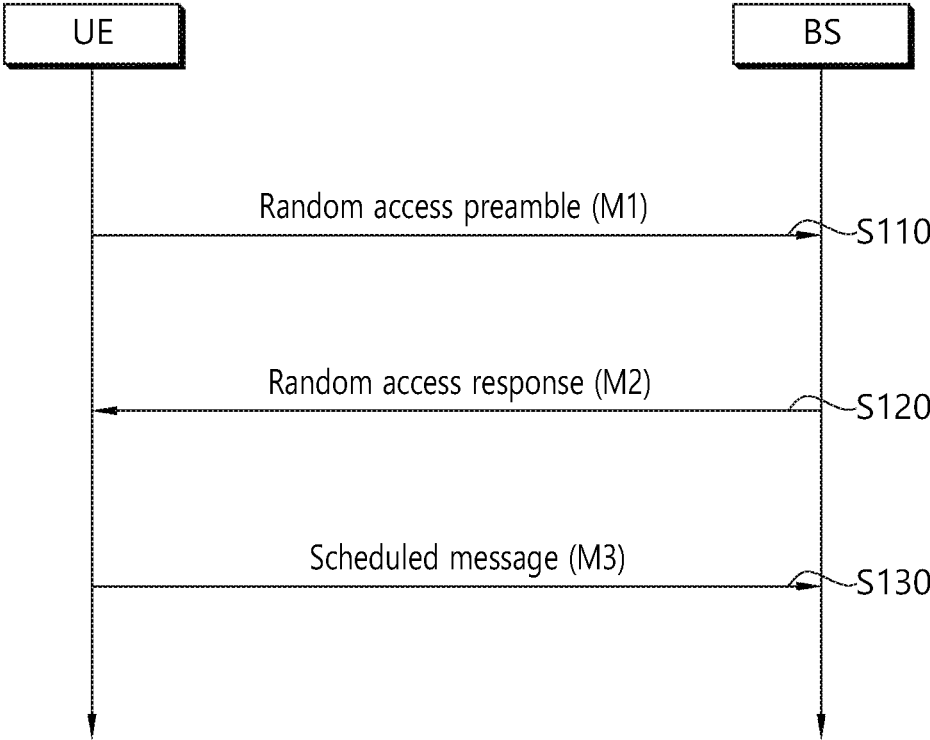 UE
BS
Random access preamble (M1)
S110
Random access response (M2)
S120
Scheduled message (M3)
S130